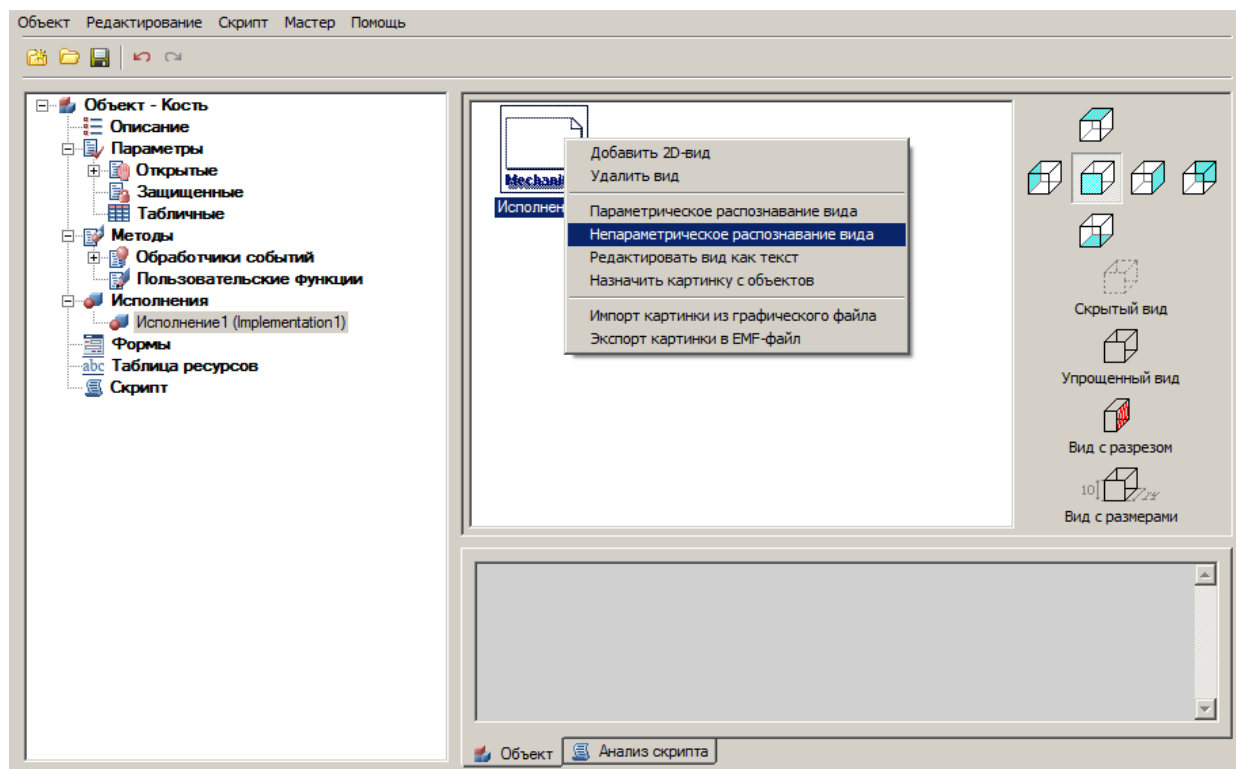 Объект Редактирование Скрипт Мастер Помощь
Объект - Кость
Описание
Параметры
Открытые
Защищенные
Табличные
Методы
Обработчики событий
Пользовательские функции
Исполнения
Исполнение1 (Implementation1)
Формы
abc Таблица ресурсов
Скрипт
Добавить 2D-вид
Удалить вид
Параметрическое распознавание вида
Непараметрическое распознавание вида
Редактировать вид как текст
Назначить картинку с объектов
Импорт картинки из графического файла
Экспорт картинки в EMF-файл
Скрытый вид
Упрощенный вид
Вид с разрезом
10
Вид с размерами
Объект Анализ скрипта